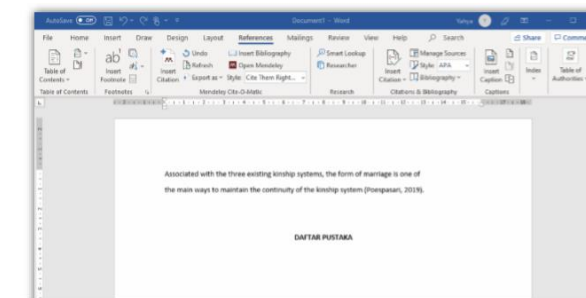 AutoSave Off Document1 - Word Yahya
File Home Insert Draw Design Layout References Mailings Review View Help Search Share Comme
Table of Contents
Insert Footnote
ab
Insert Citation
Undo
Refresh
Export as
Insert Bibliography
Open Mendeley
Style: Cite Them Right...
Smart Lookup
Researcher
Insert Citation
Manage Sources
Style: APA
Bibliography
Insert Caption
Index
Table of Authorities
Table of Contents Footnotes Mendeley Cite-O-Matic Research Citations & Bibliography Captions
Associated with the three existing kinship systems, the form of marriage is one of
the main ways to maintain the continuity of the kinship system (Poespasari, 2019).
DAFTAR PUSTAKA